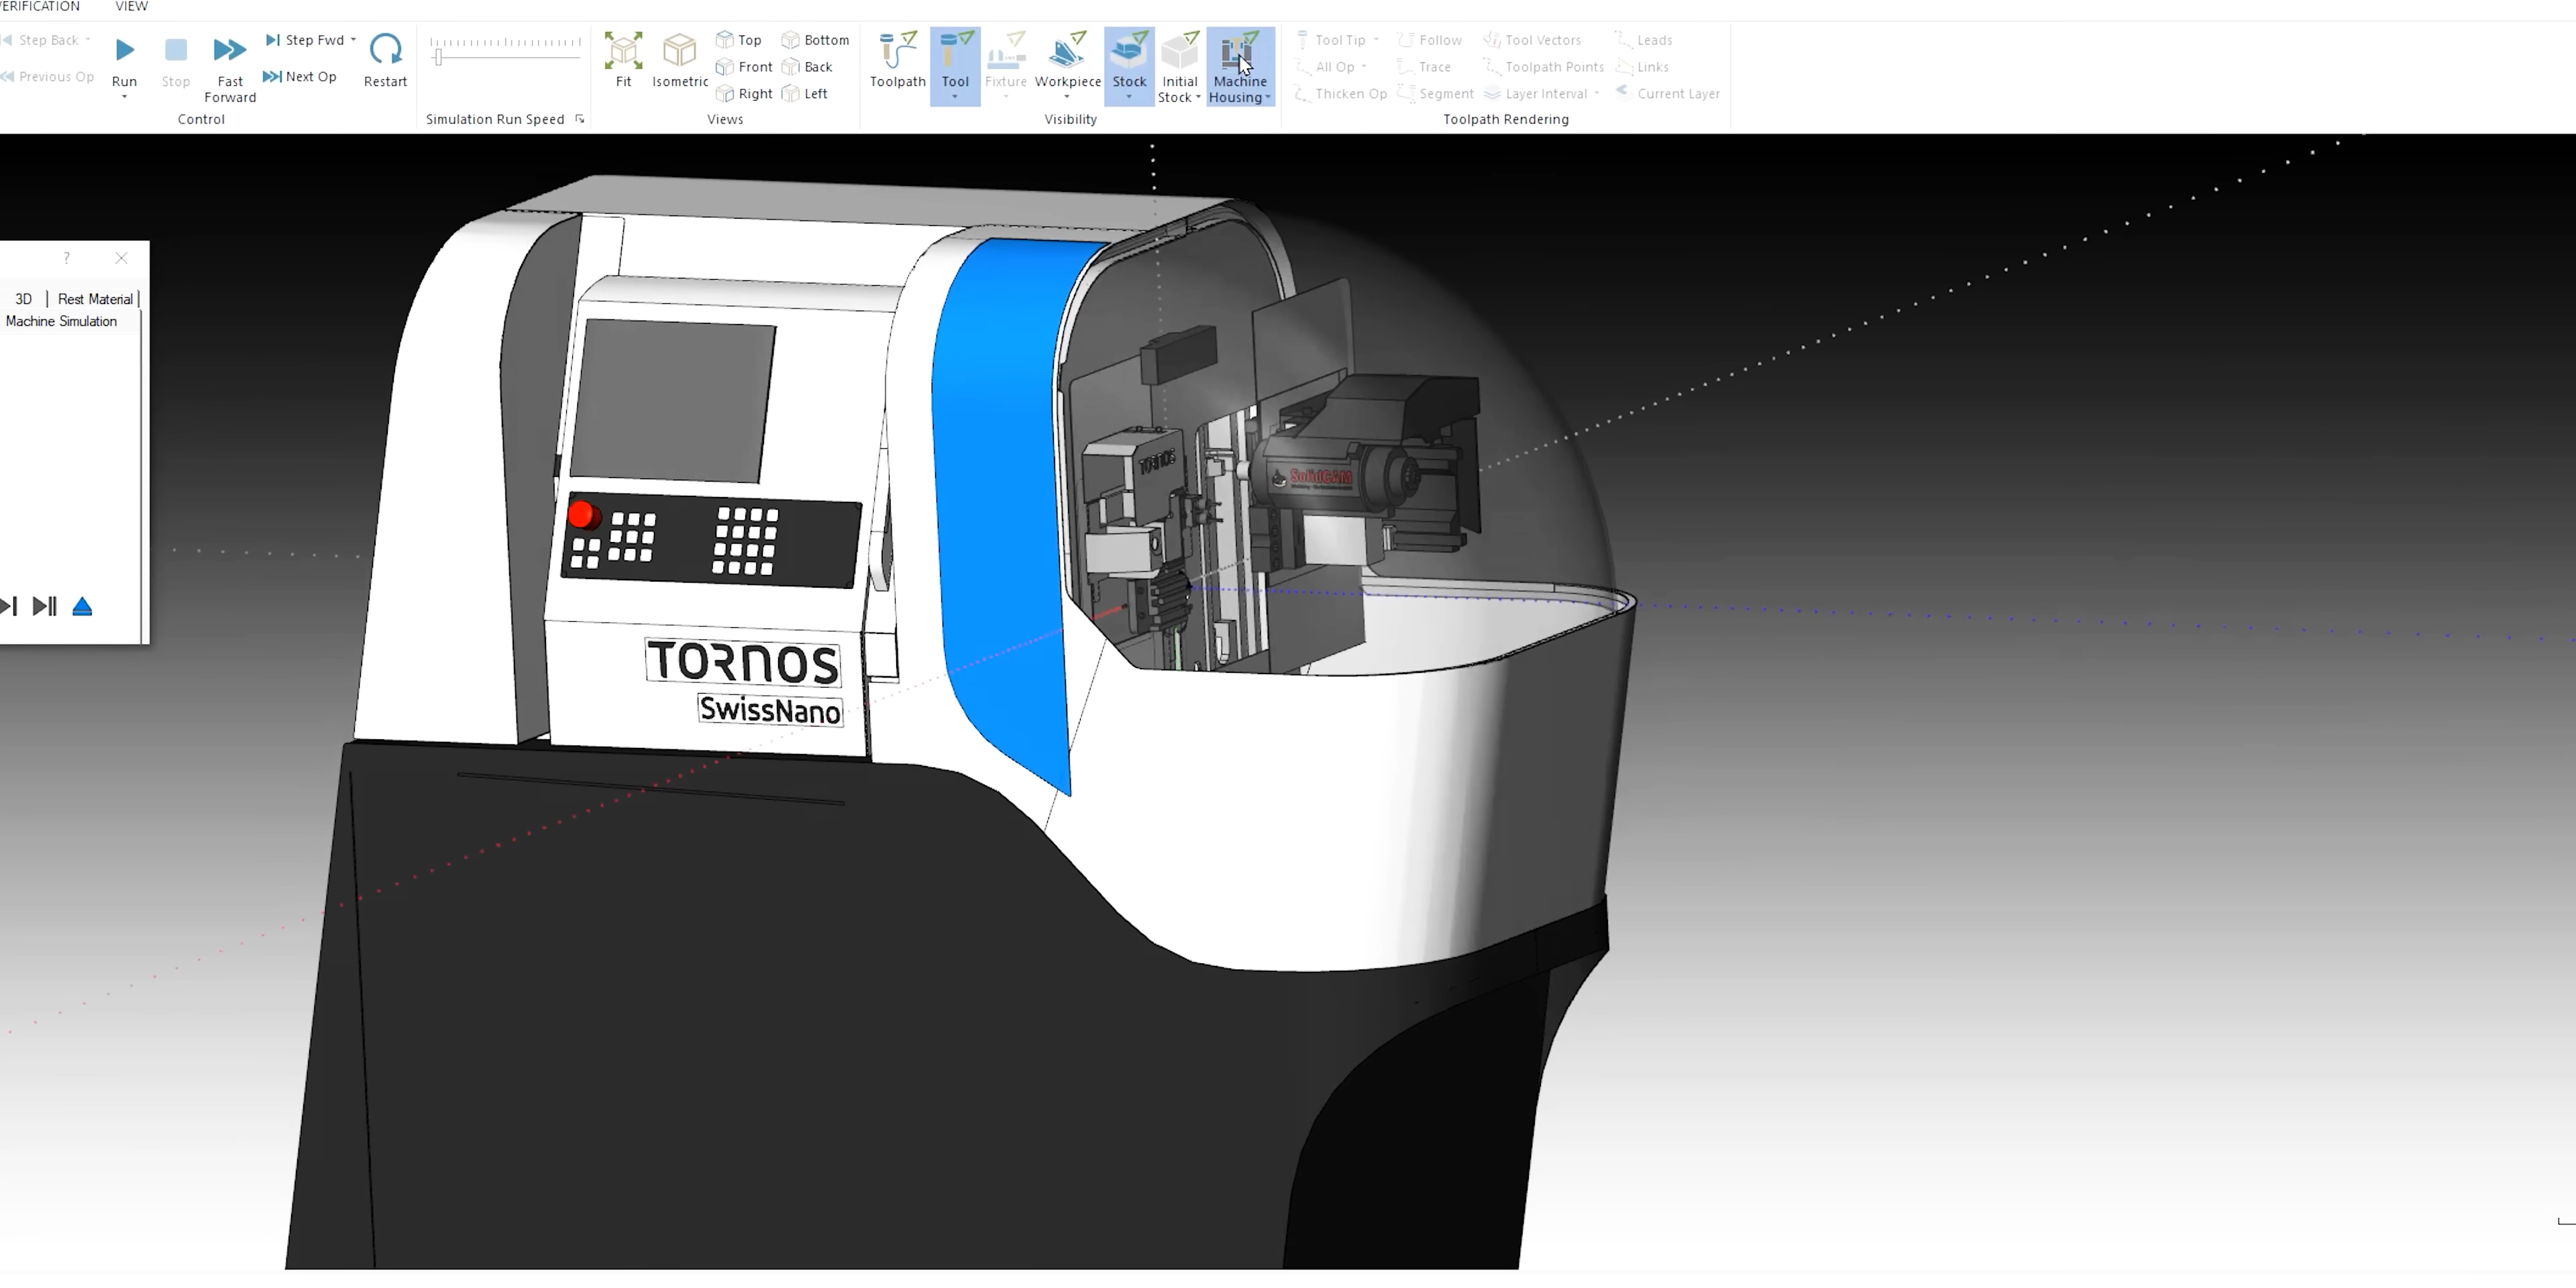 ERIFICATION VIEW
Step Back Step Fwd Top Bottom Tool Tip Follow Tool Vectors Leads
Previous Op Next Op Front Back All Op Trace Toolpath Points Links
Run Stop Fast Forward Restart Fit Isometric Right Left Toolpath Tool Fixture Workpiece Stock Initial Stock Machine Housing Thicken Op Segment Layer Interval Current Layer
Control Simulation Run Speed Views Visibility Toolpath Rendering
?
3D Rest Material
Machine Simulation
TORNOS
SolidCAM
TORNOS
SwissNano